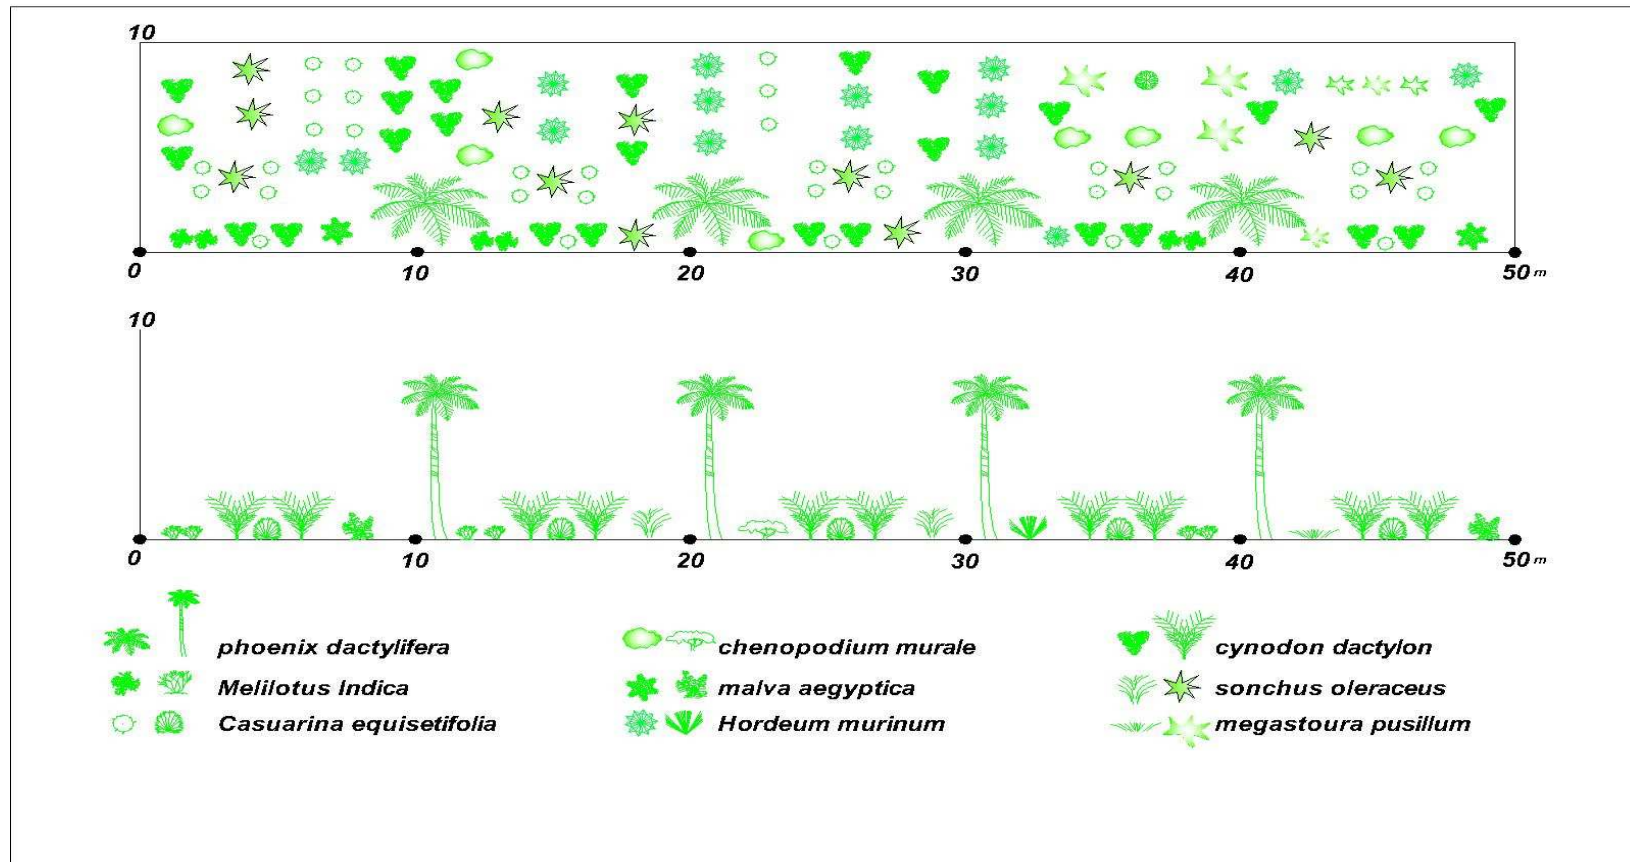 10
0 10 20 30 40 50 m
10
0 10 20 30 40 50 m
phoenix dactylifera chenopodium murale cynodon dactylon
Melilotus Indica malva aegyptica sonchus oleraceus
Casuarina equisetifolia Hordeum murinum megastoura pusillum